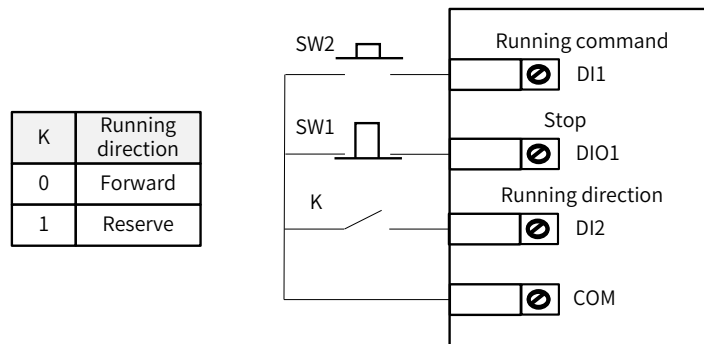 K
Running
direction
0
Forward
1
Reserve
SW2
Running command
DI1
SW1
Stop
DIO1
K
Running direction
DI2
COM